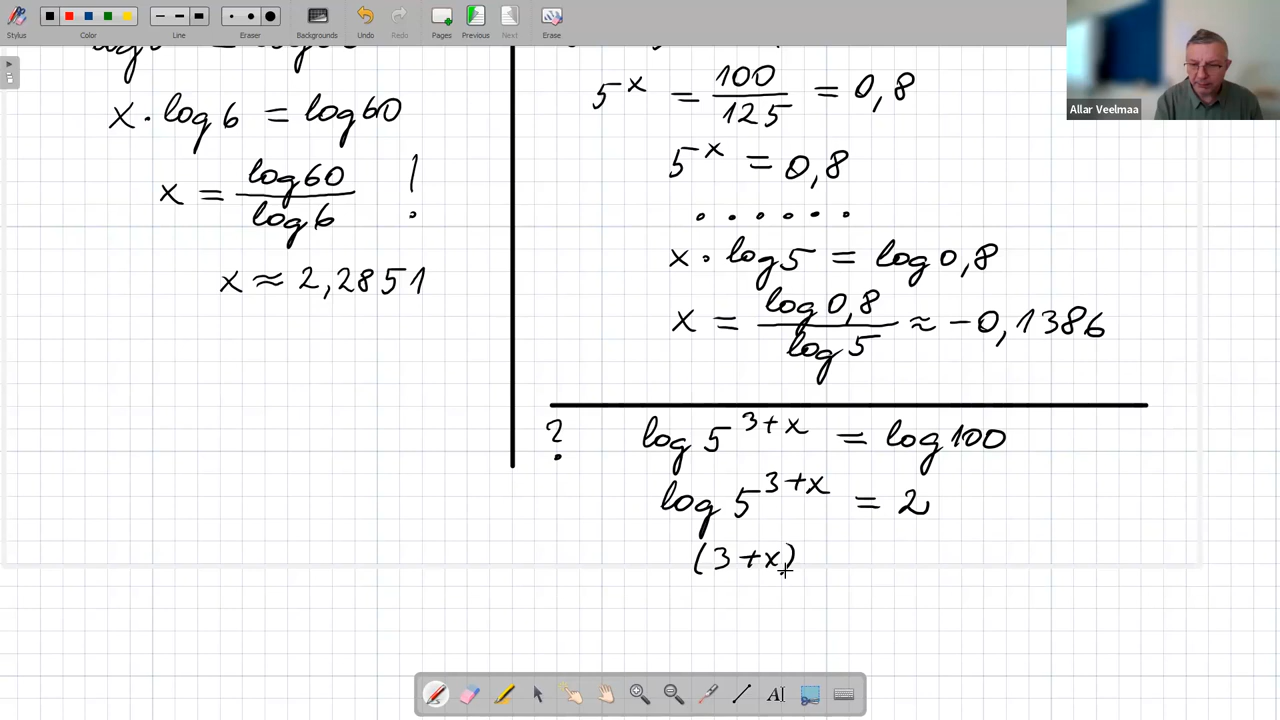 Stylus Color Line Eraser Backgrounds Undo Redo Pages Previous Next Erase
Allar Veelmaa
x · log 6 = log 60
x = log 60 / log 6 !
x ≈ 2,2851
5^x = 100/125 = 0,8
5^x = 0,8
. . . . . .
x · log 5 = log 0,8
x = log 0,8 / log 5 ≈ -0,1386
? log 5^(3+x) = log 100
log 5^(3+x) = 2
(3+x)
AI